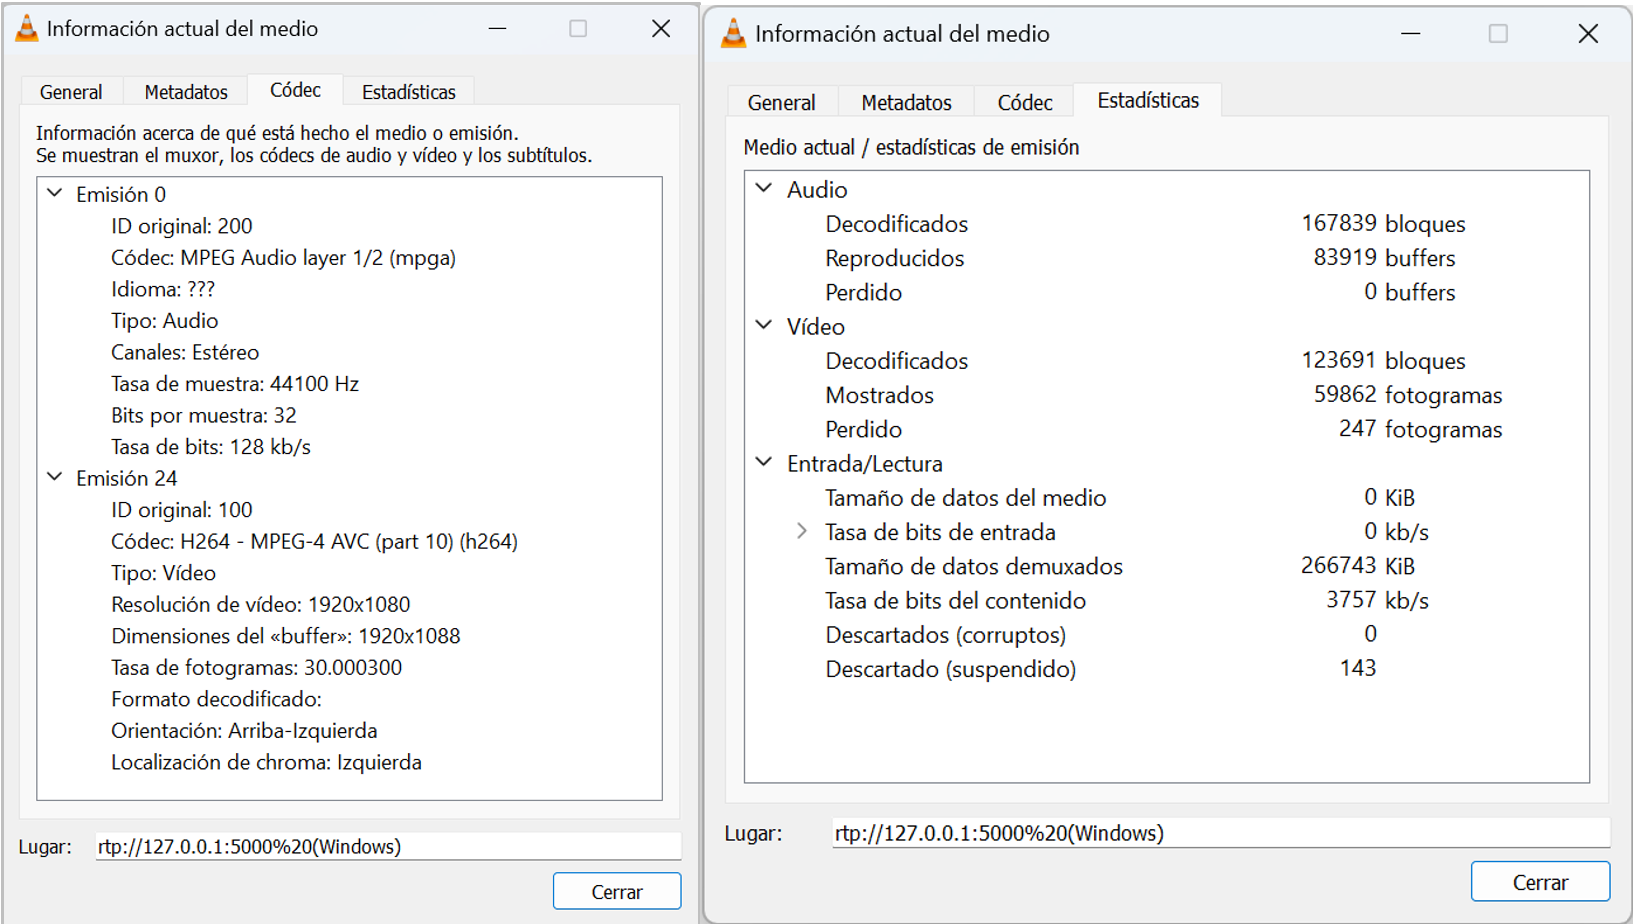 Información actual del medio
General Metadatos Códec Estadísticas
Información acerca de qué está hecho el medio o emisión.
Se muestran el muxor, los códecs de audio y vídeo y los subtítulos.
Emisión 0
ID original: 200
Códec: MPEG Audio layer 1/2 (mpga)
Idioma: ???
Tipo: Audio
Canales: Estéreo
Tasa de muestra: 44100 Hz
Bits por muestra: 32
Tasa de bits: 128 kb/s
Emisión 24
ID original: 100
Códec: H264 - MPEG-4 AVC (part 10) (h264)
Tipo: Vídeo
Resolución de vídeo: 1920x1080
Dimensiones del «buffer»: 1920x1088
Tasa de fotogramas: 30.000300
Formato decodificado:
Orientación: Arriba-Izquierda
Localización de chroma: Izquierda
Lugar: rtp://127.0.0.1:5000%20(Windows)
Cerrar
Información actual del medio
General Metadatos Códec Estadísticas
Medio actual / estadísticas de emisión
Audio
Decodificados 167839 bloques
Reproducidos 83919 buffers
Perdido 0 buffers
Vídeo
Decodificados 123691 bloques
Mostrados 59862 fotogramas
Perdido 247 fotogramas
Entrada/Lectura
Tamaño de datos del medio 0 KiB
Tasa de bits de entrada 0 kb/s
Tamaño de datos demuxados 266743 KiB
Tasa de bits del contenido 3757 kb/s
Descartados (corruptos) 0
Descartado (suspendido) 143
Lugar: rtp://127.0.0.1:5000%20(Windows)
Cerrar